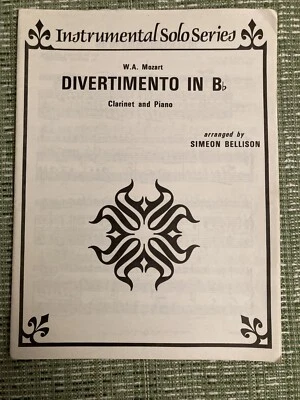 Instrumental Solo Series
W.A. Mozart
DIVERTIMENTO IN B♭
Clarinet and Piano
arranged by
SIMEON BELLISON